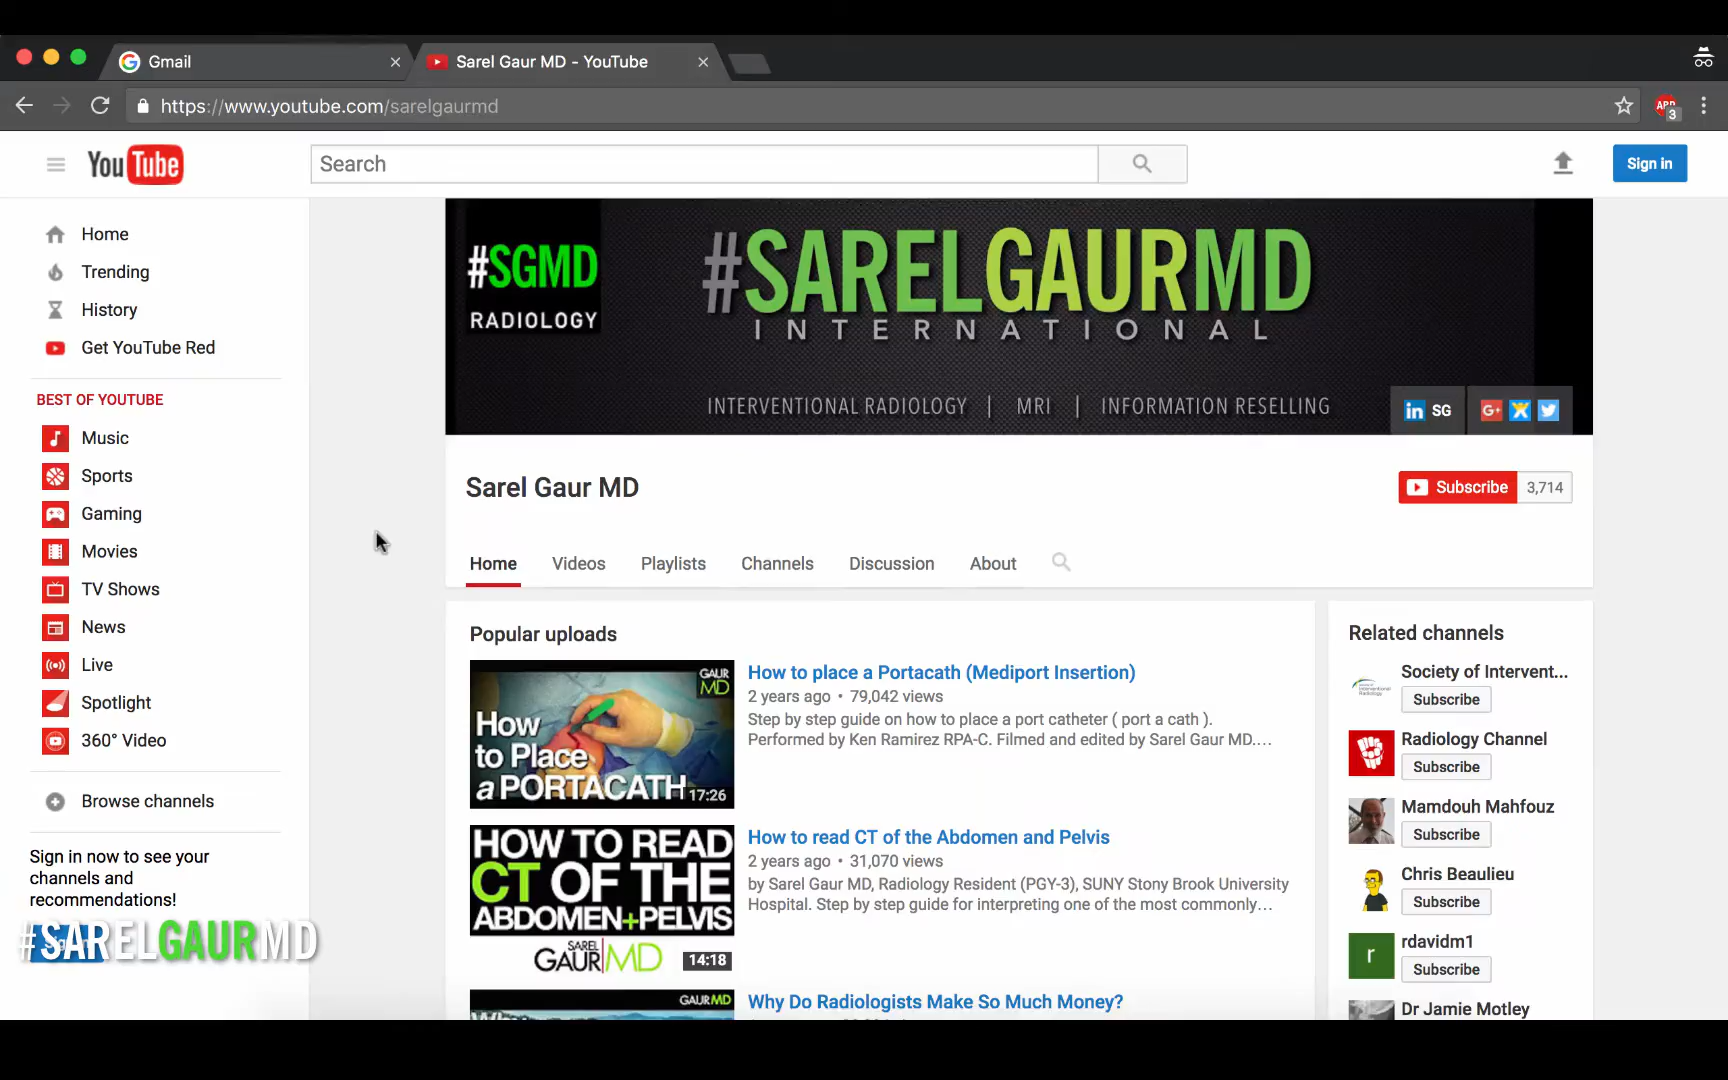 Gmail
Sarel Gaur MD - YouTube
https://www.youtube.com/sarelgaurmd
ABP
3
YouTube
Search
Sign in
Home
Trending
History
Get YouTube Red
BEST OF YOUTUBE
Music
Sports
Gaming
Movies
TV Shows
News
Live
Spotlight
360° Video
Browse channels
Sign in now to see your
channels and
recommendations!
#SARELGAURMD
#SGMD
RADIOLOGY
#SARELGAURMD
INTERNATIONAL
INTERVENTIONAL RADIOLOGY | MRI | INFORMATION RESELLING
in SG
G+
Sarel Gaur MD
Subscribe 3,714
Home Videos Playlists Channels Discussion About
Popular uploads
GAUR
MD
How
to Place
a PORTACATH
17:26
How to place a Portacath (Mediport Insertion)
2 years ago • 79,042 views
Step by step guide on how to place a port catheter ( port a cath ).
Performed by Ken Ramirez RPA-C. Filmed and edited by Sarel Gaur MD....
HOW TO READ
CT OF THE
ABDOMEN+PELVIS
SAREL
GAUR MD
14:18
How to read CT of the Abdomen and Pelvis
2 years ago • 31,070 views
by Sarel Gaur MD, Radiology Resident (PGY-3), SUNY Stony Brook University
Hospital. Step by step guide for interpreting one of the most commonly...
GAURMD
Why Do Radiologists Make So Much Money?
Related channels
Society of Intervent...
Subscribe
Radiology Channel
Subscribe
Mamdouh Mahfouz
Subscribe
Chris Beaulieu
Subscribe
r
rdavidm1
Subscribe
Dr Jamie Motley